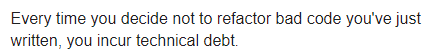 Every time you decide not to refactor bad code you've just
written, you incur technical debt.